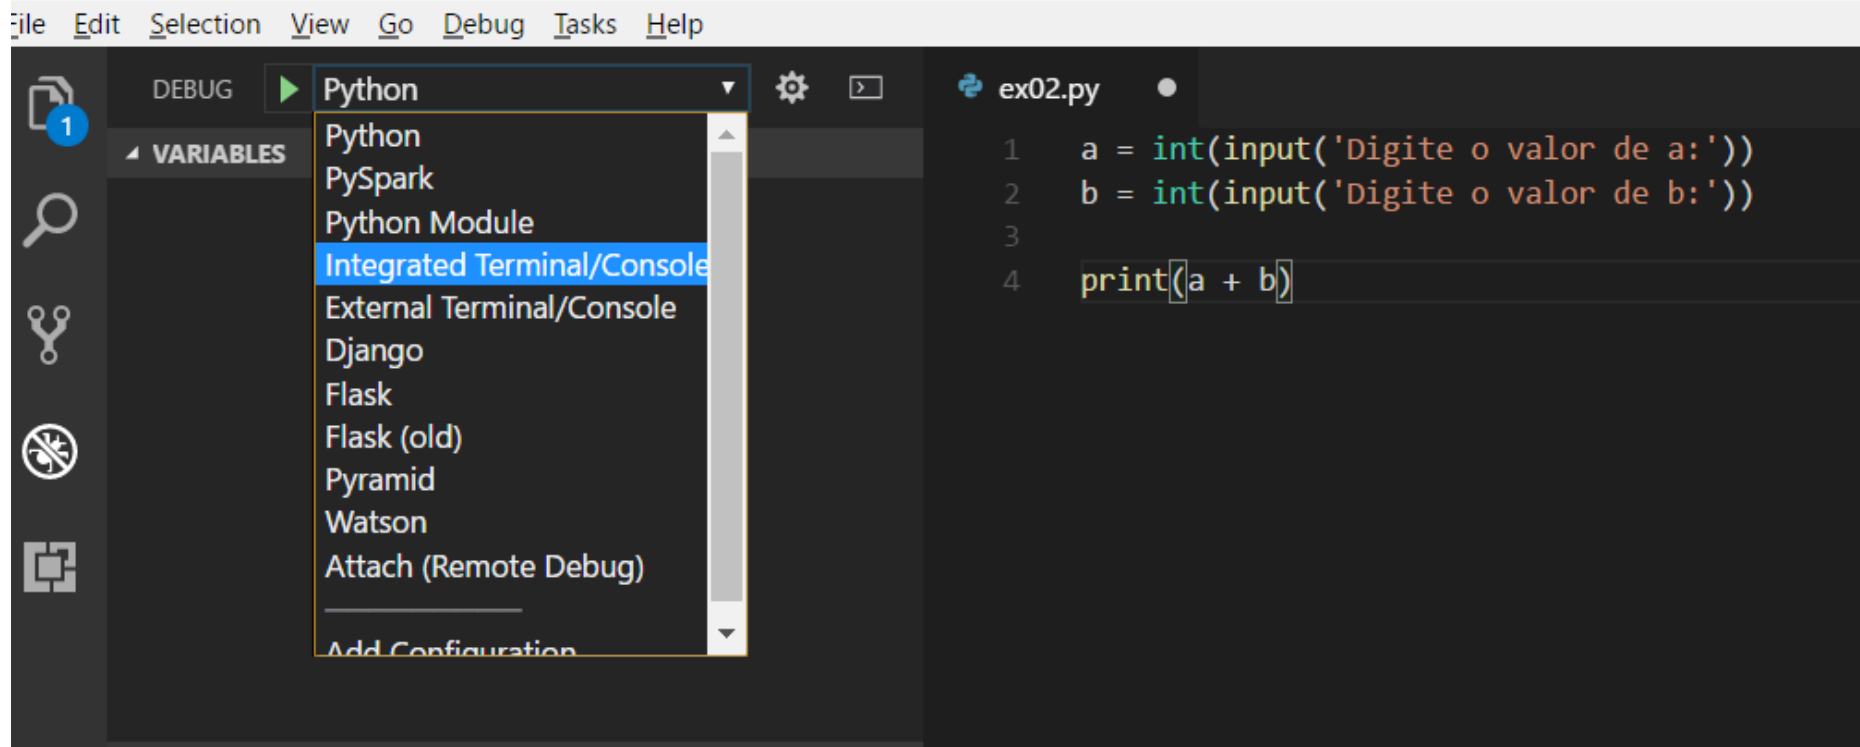 File Edit Selection View Go Debug Tasks Help
DEBUG Python
ex02.py
1
VARIABLES
Python
PySpark
Python Module
Integrated Terminal/Console
External Terminal/Console
Django
Flask
Flask (old)
Pyramid
Watson
Attach (Remote Debug)
Add Configuration
1 a = int(input('Digite o valor de a:'))
2 b = int(input('Digite o valor de b:'))
3
4 print(a + b)